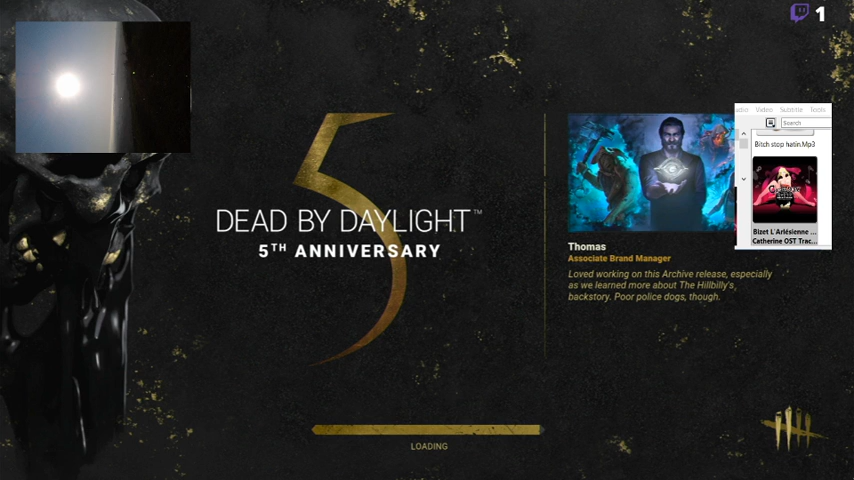 1
DEAD BY DAYLIGHT™
5TH ANNIVERSARY
Thomas
Associate Brand Manager
Loved working on this Archive release, especially
as we learned more about The Hillbilly's
backstory. Poor police dogs, though.
LOADING
adio Video Subtitle Tools
Search
Bitch stop hatin.Mp3
Bizet L'Arlésienne ...
Catherine OST Trac...